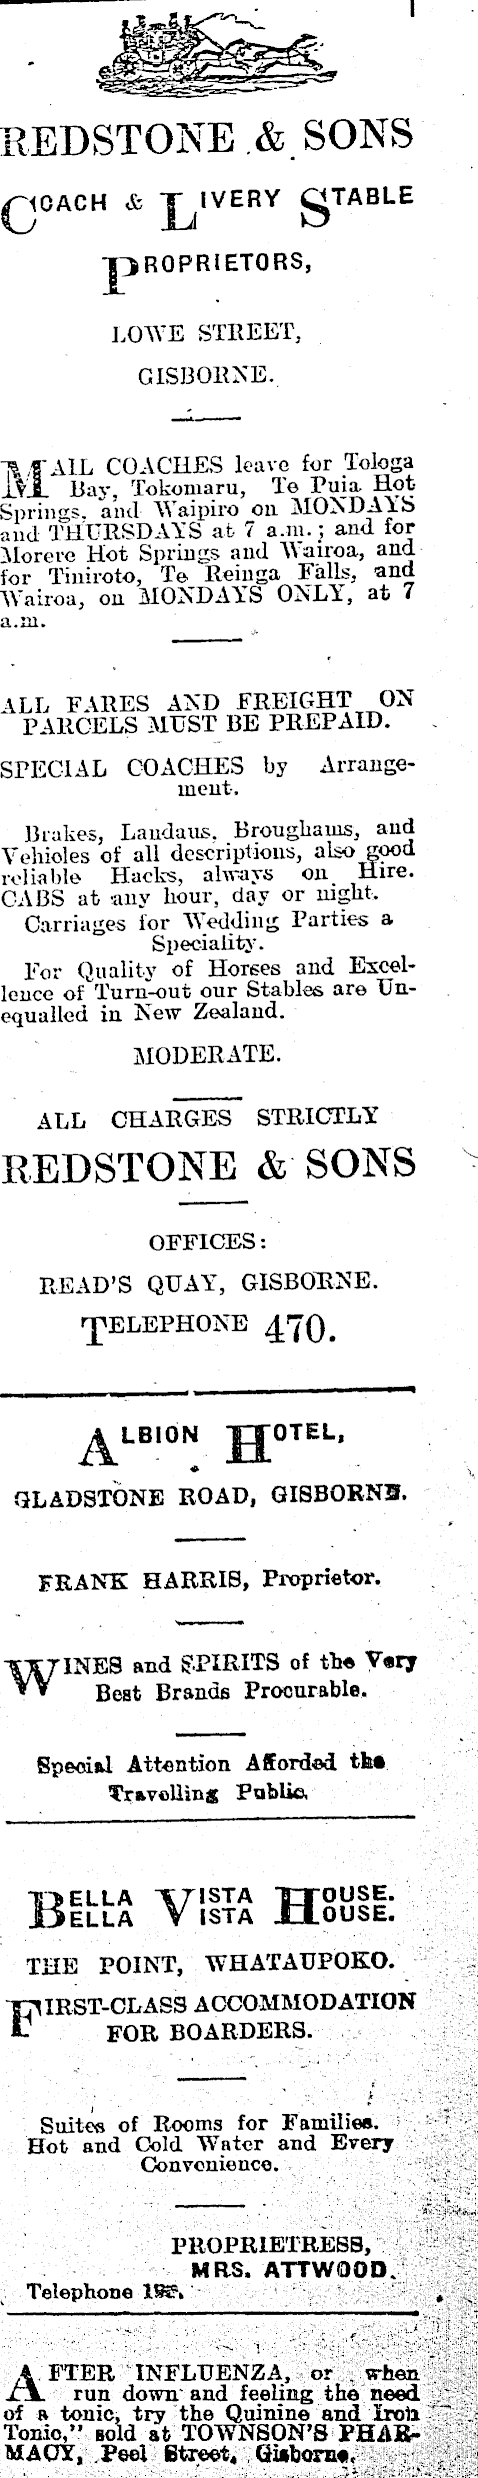 REDSTONE & SONS
COACH & LIVERY STABLE
PROPRIETORS,
LOWE STREET,
GISBORNE.
MAIL COACHES leave for Tologa
Bay, Tokomaru, Te Puia Hot
Springs, and Waipiro on MONDAYS
and THURSDAYS at 7 a.m.; and for
Morere Hot Springs and Wairoa, and
for Tiniroto, Te Reinga Falls, and
Wairoa, on MONDAYS ONLY, at 7
a.m.
ALL FARES AND FREIGHT ON
PARCELS MUST BE PREPAID.
SPECIAL COACHES by Arrange-
ment.
Brakes, Landaus, Broughams, and
Vehioles of all descriptions, also good
reliable Hacks, always on Hire.
CABS at any hour, day or night.
Carriages for Wedding Parties a
Speciality.
For Quality of Horses and Excel-
lence of Turn-out our Stables are Un-
equalled in New Zealand.
MODERATE.
ALL CHARGES STRICTLY
REDSTONE & SONS
OFFICES:
READ'S QUAY, GISBORNE.
TELEPHONE 470.
ALBION HOTEL,
GLADSTONE ROAD, GISBORNE.
FRANK HARRIS, Proprietor.
WINES and SPIRITS of the Very
Best Brands Procurable.
Special Attention Afforded the
Travelling Public.
BELLA VISTA HOUSE.
BELLA VISTA HOUSE.
THE POINT, WHATAUPOKO.
FIRST-CLASS ACCOMMODATION
FOR BOARDERS.
Suites of Rooms for Families.
Hot and Cold Water and Every
Convenience.
PROPRIETRESS,
MRS. ATTWOOD.
Telephone
AFTER INFLUENZA, or when
run down and feeling the need
of a tonic, try the Quinine and Iron
Tonic," sold at TOWNSON'S PHAR-
MACY, Peel Street, Gisborne.